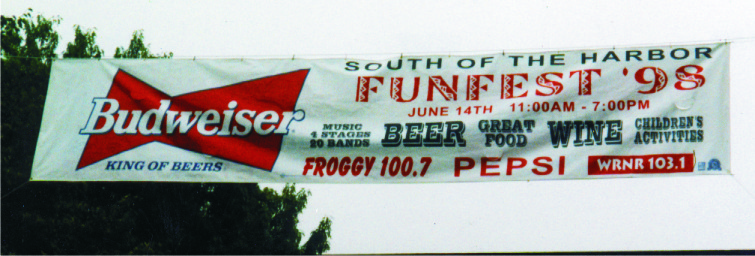 Budweiser
KING OF BEERS
SOUTH OF THE HARBOR
FUNFEST '98
JUNE 14TH 11:00AM - 7:00PM
MUSIC
4 STAGES
20 BANDS
BEER
GREAT
FOOD
WINE
CHILDREN'S
ACTIVITIES
FROGGY 100.7 PEPSI WRNR 103.1